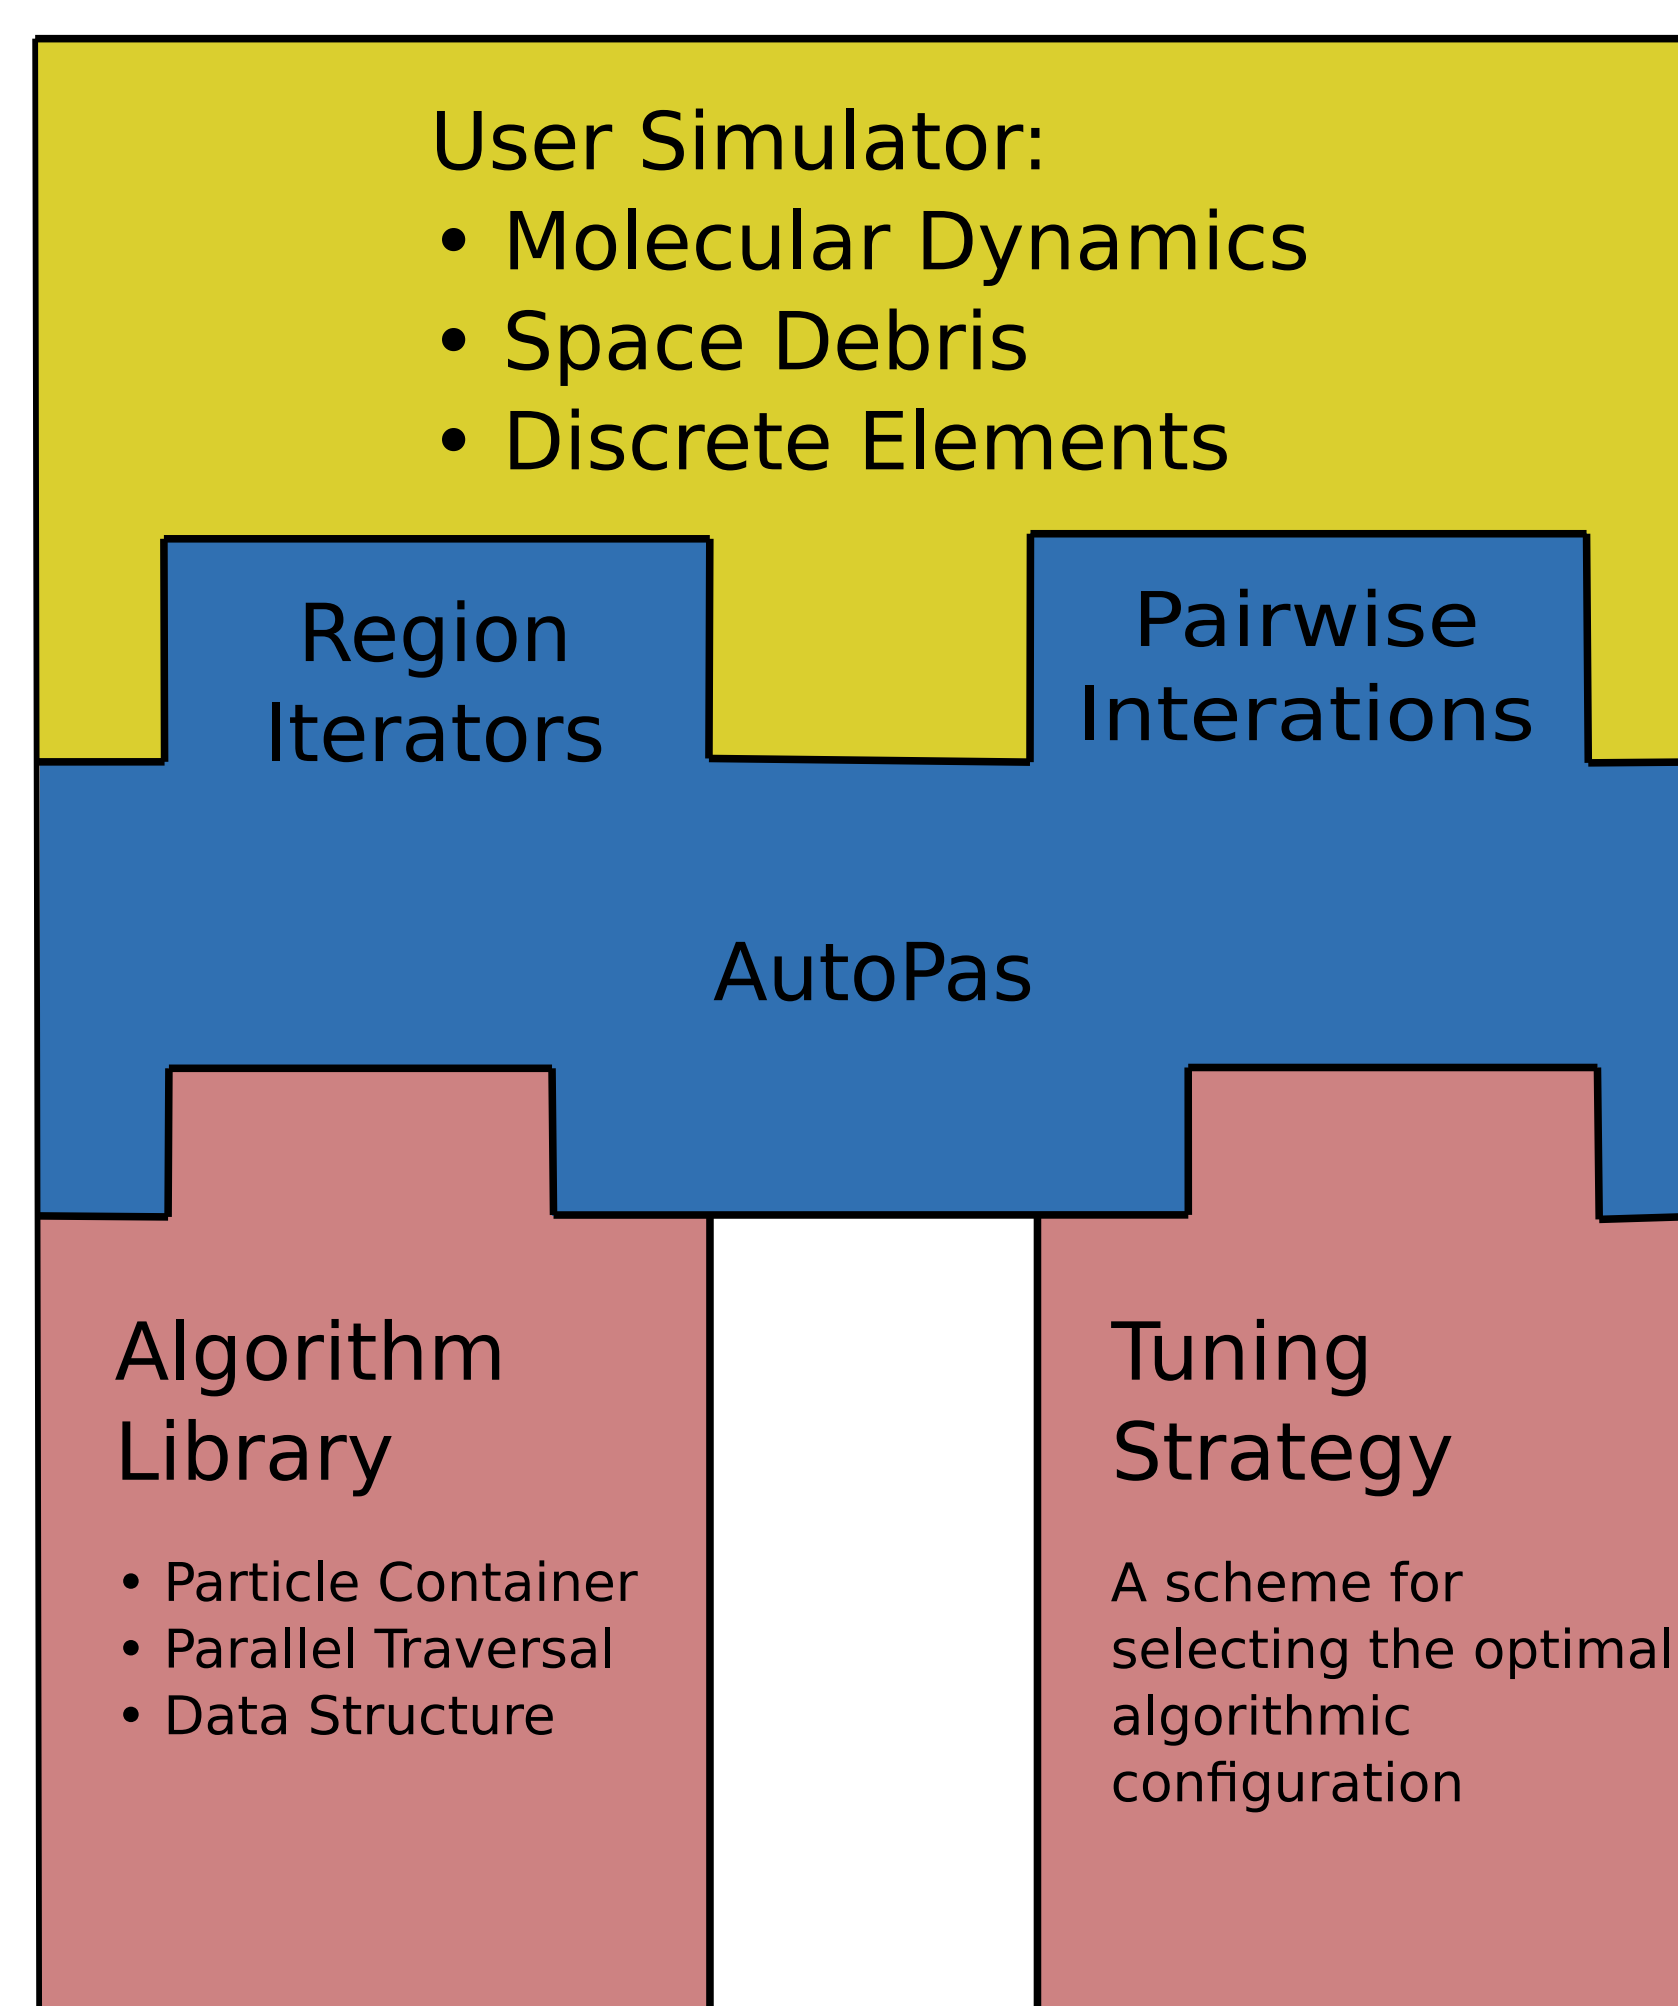 User Simulator:
• Molecular Dynamics
• Space Debris
• Discrete Elements
Region
Iterators
Pairwise
Interations
AutoPas
Algorithm
Library
• Particle Container
• Parallel Traversal
• Data Structure
Tuning
Strategy
A scheme for
selecting the optimal
algorithmic
configuration